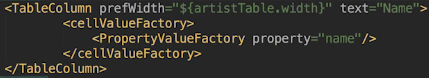 <TableColumn prefWidth="${artistTable.width}" text="Name">
<cellValueFactory>
<PropertyValueFactory property="name"/>
</cellValueFactory>
</TableColumn>